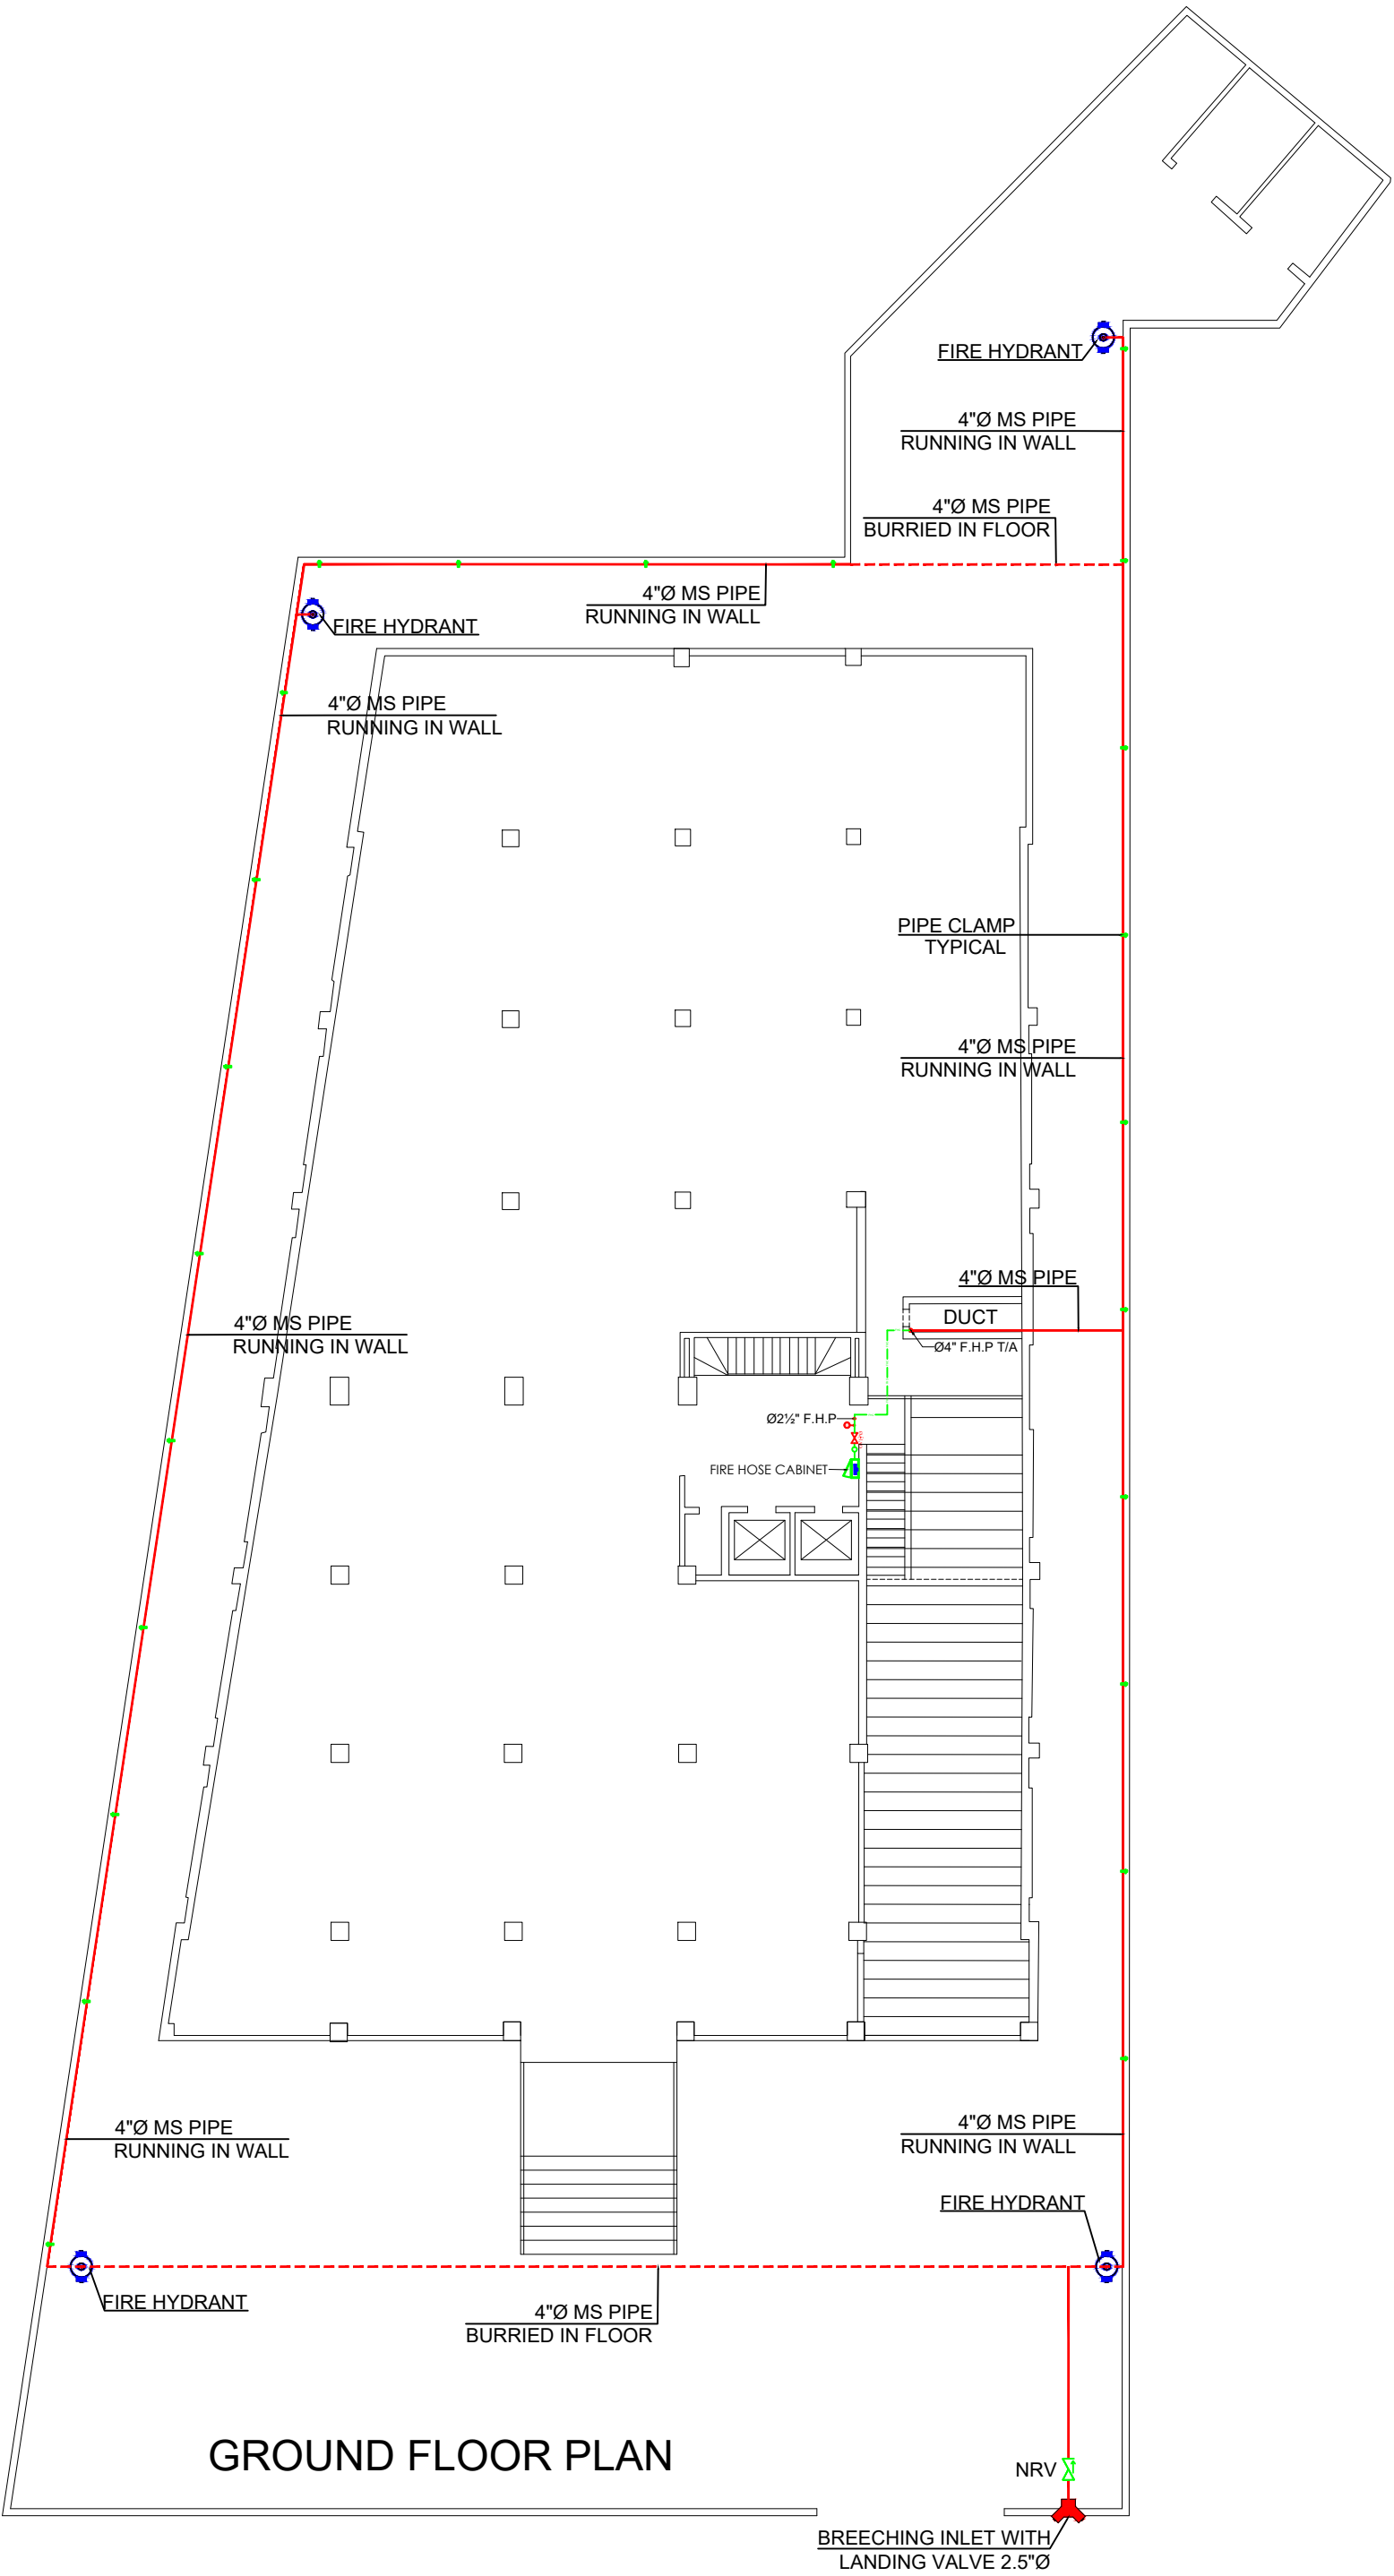 FIRE HYDRANT
4"Ø MS PIPE
RUNNING IN WALL
4"Ø MS PIPE
BURRIED IN FLOOR
4"Ø MS PIPE
RUNNING IN WALL
FIRE HYDRANT
4"Ø MS PIPE
RUNNING IN WALL
PIPE CLAMP
TYPICAL
4"Ø MS PIPE
RUNNING IN WALL
4"Ø MS PIPE
DUCT
Ø4" F.H.P T/A
4"Ø MS PIPE
RUNNING IN WALL
Ø2½" F.H.P
FIRE HOSE CABINET
4"Ø MS PIPE
RUNNING IN WALL
4"Ø MS PIPE
RUNNING IN WALL
FIRE HYDRANT
FIRE HYDRANT
4"Ø MS PIPE
BURRIED IN FLOOR
GROUND FLOOR PLAN
NRV
BREECHING INLET WITH
LANDING VALVE 2.5"Ø